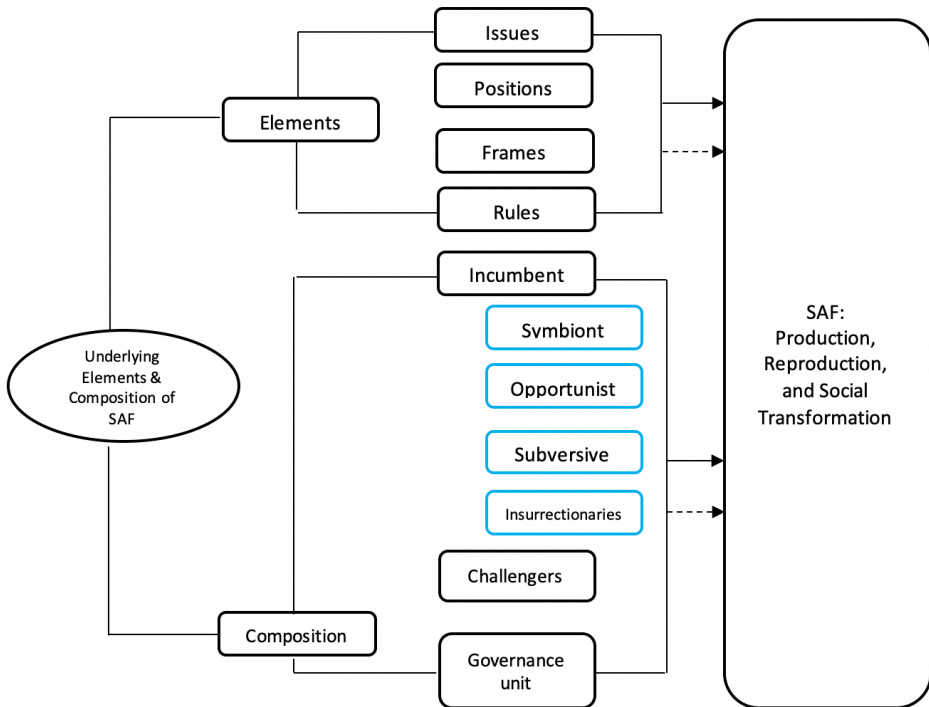 Issues
Positions
Elements
Frames
Rules
Incumbent
Svmbiont
Underlying
Elements &
Composition of
SAF
Opportunist
Subversive
Insurrectionaries
Challengers
Composition
Governance
unit
SAF:
Production,
Reproduction,
and Social
Transformation